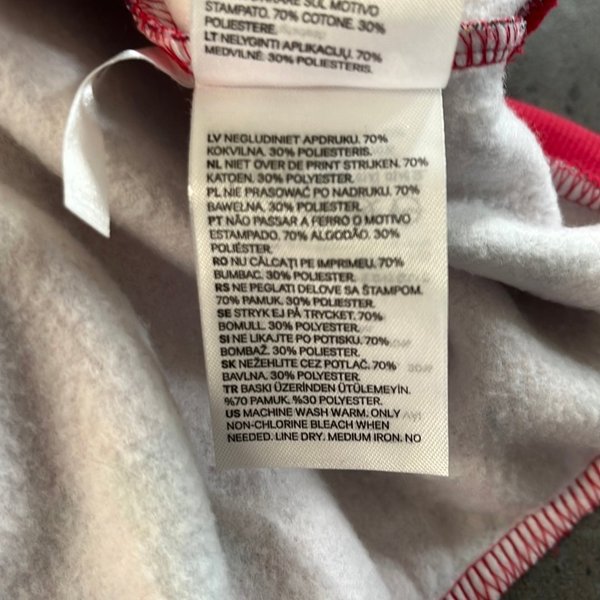 SUL MOTIVO
STAMPATO. 70% COTONE. 30%
POLIESTERE.
LT NELYGINTI APLIKACIJŲ. 70%
MEDVILNĖ. 30% POLIESTERIS.
LV NEGLUDINIET APDRUKU. 70%
KOKVILNA. 30% POLIESTERIS.
NL NIET OVER DE PRINT STRIJKEN. 70%
KATOEN. 30% POLYESTER.
PL NIE PRASOWAĆ PO NADRUKU. 70%
BAWEŁNA. 30% POLIESTER.
PT NÃO PASSAR A FERRO O MOTIVO
ESTAMPADO. 70% ALGODÃO. 30%
POLIÉSTER.
RO NU CĂLCAȚI PE IMPRIMEU. 70%
BUMBAC. 30% POLIESTER.
RS NE PEGLATI DELOVE SA ŠTAMPOM.
70% PAMUK. 30% POLIESTER.
SE STRYK EJ PÅ TRYCKET. 70%
BOMULL. 30% POLYESTER.
SI NE LIKAJTE PO POTISKU. 70%
BOMBAŽ. 30% POLIESTER.
SK NEŽEHLITE CEZ POTLAČ. 70%
BAVLNA. 30% POLYESTER.
TR BASKI ÜZERİNDEN ÜTÜLEMEYİN.
%70 PAMUK. %30 POLYESTER.
US MACHINE WASH WARM. ONLY
NON-CHLORINE BLEACH WHEN
NEEDED. LINE DRY. MEDIUM IRON. NO